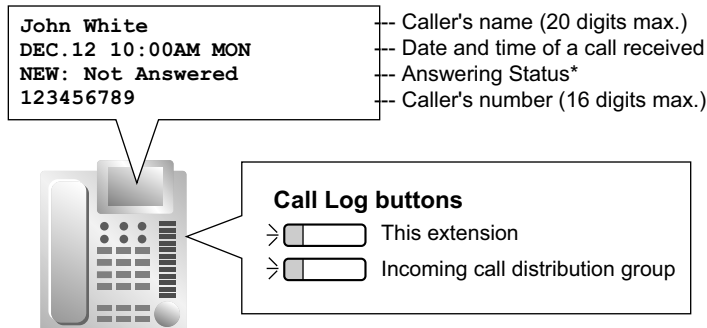 John White --- Caller's name (20 digits max.)
DEC.12 10:00AM MON --- Date and time of a call received
NEW: Not Answered --- Answering Status*
123456789 --- Caller's number (16 digits max.)
Call Log buttons
This extension
Incoming call distribution group